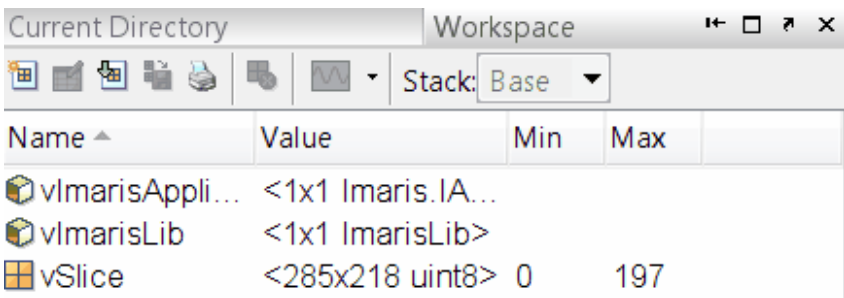 Current Directory Workspace
Stack: Base
Name Value Min Max
vImarisAppli... <1x1 Imaris.IA...
vImarisLib <1x1 ImarisLib>
vSlice <285x218 uint8> 0 197